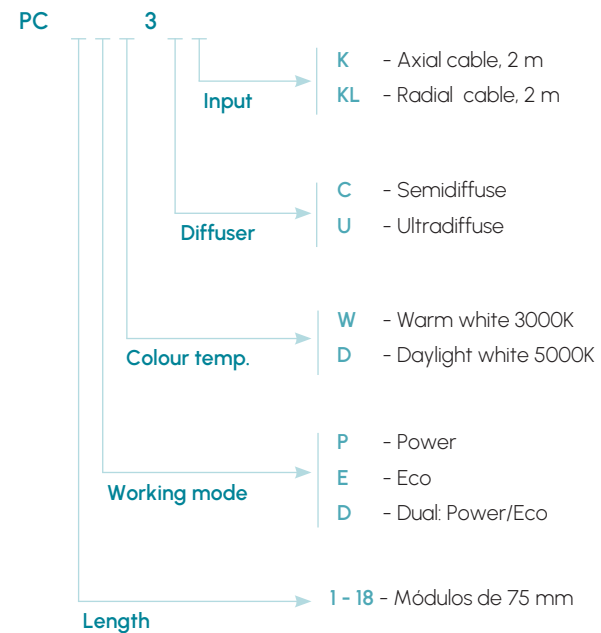 PC 3
K - Axial cable, 2 m
KL - Radial cable, 2 m
Input
C - Semidiffuse
U - Ultradiffuse
Diffuser
W - Warm white 3000K
D - Daylight white 5000K
Colour temp.
P - Power
E - Eco
D - Dual: Power/Eco
Working mode
1 - 18 - Módulos de 75 mm
Length